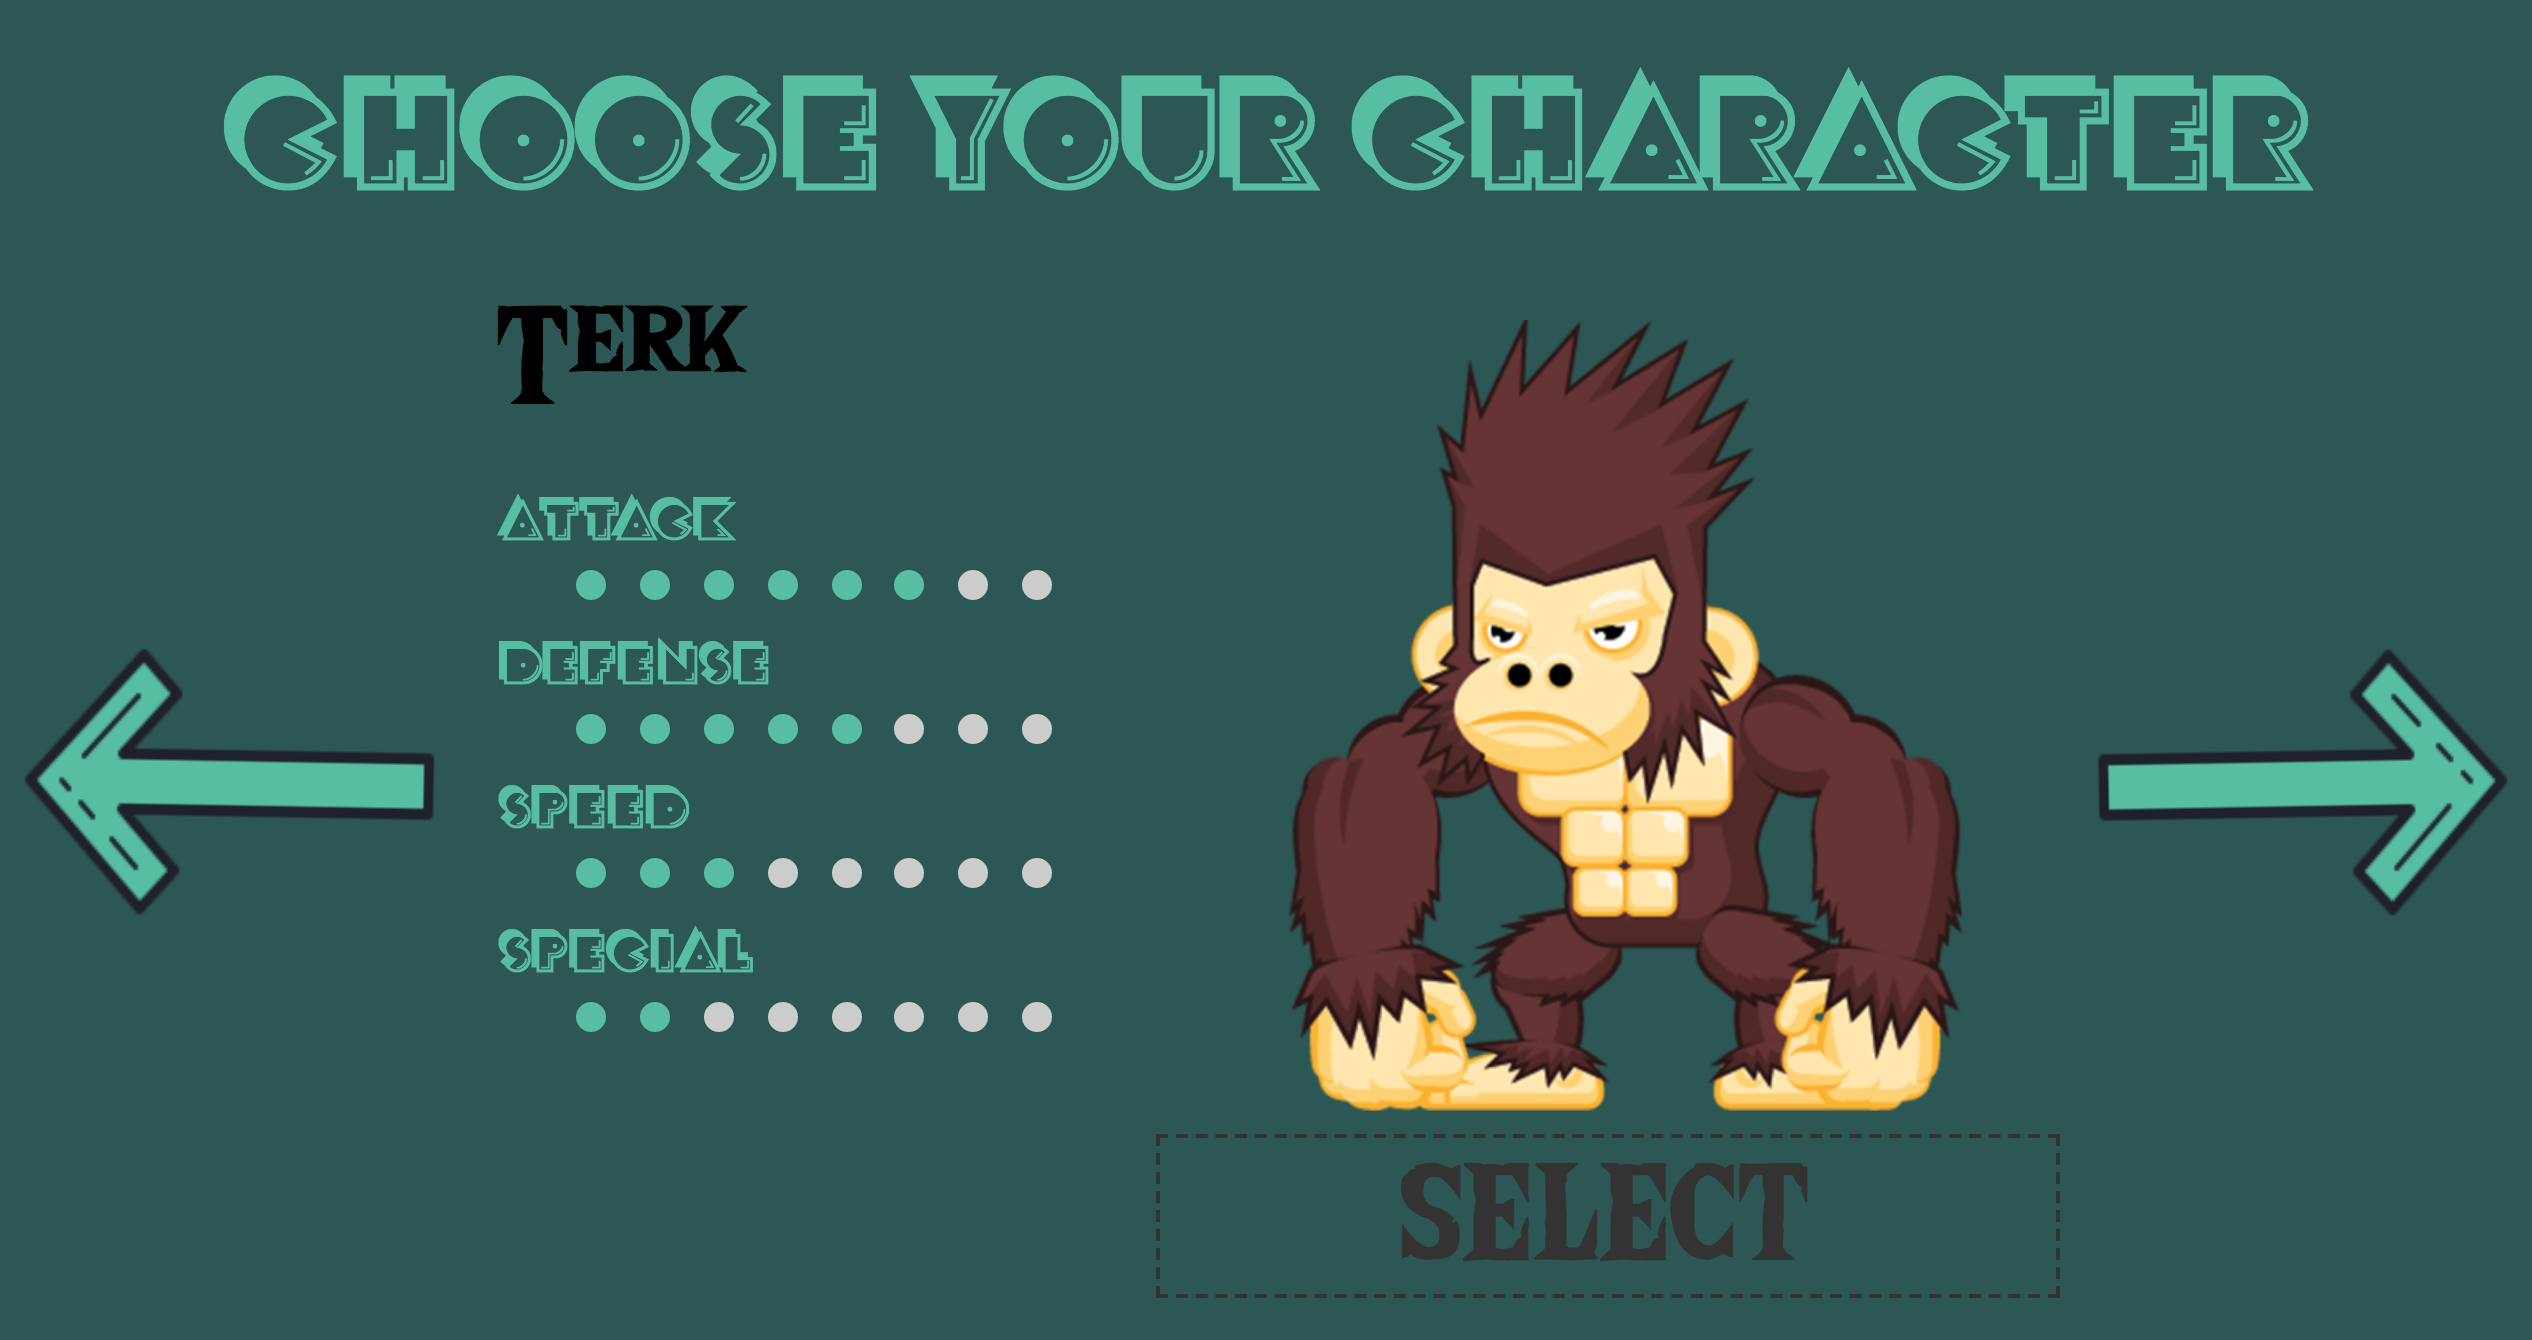 CHOOSE YOUR CHARACTER
TERK
ATTACK
DEFENSE
SPEED
SPECIAL
SELECT